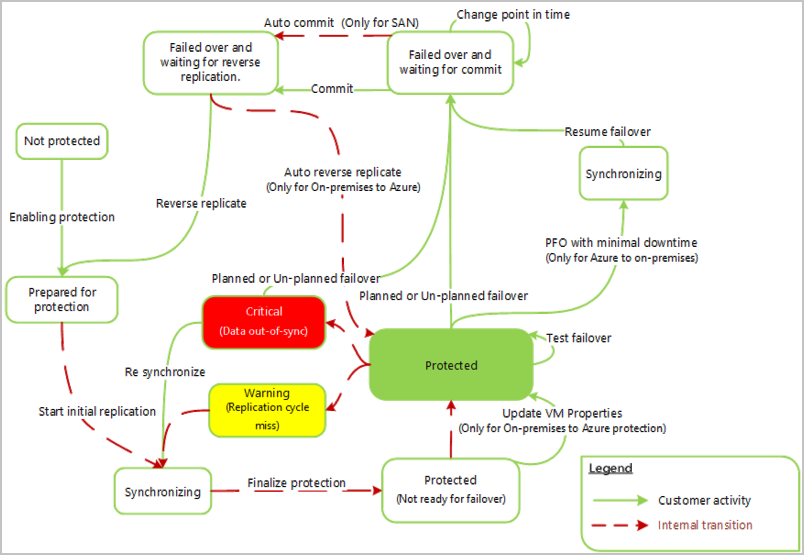 Auto commit  (Only for SAN)
Change point in time
Failed over and
waiting for reverse
replication.
Failed over and
waiting for commit
Commit
Not protected
Resume failover
Auto reverse replicate
(Only for On-premises to Azure)
Synchronizing
Reverse replicate
Enabling protection
PFO with minimal downtime
(Only for Azure to on-premises)
Planned or Un-planned failover
Prepared for
protection
Planned or Un-planned failover
Critical
(Data out-of-sync)
Test failover
Protected
Re synchronize
Warning
(Replication cycle
miss)
Start initial replication
Update VM Properties
(Only for On-premises to Azure protection)
Synchronizing
Finalize protection
Protected
(Not ready for failover)
Legend
Customer activity
Internal transition